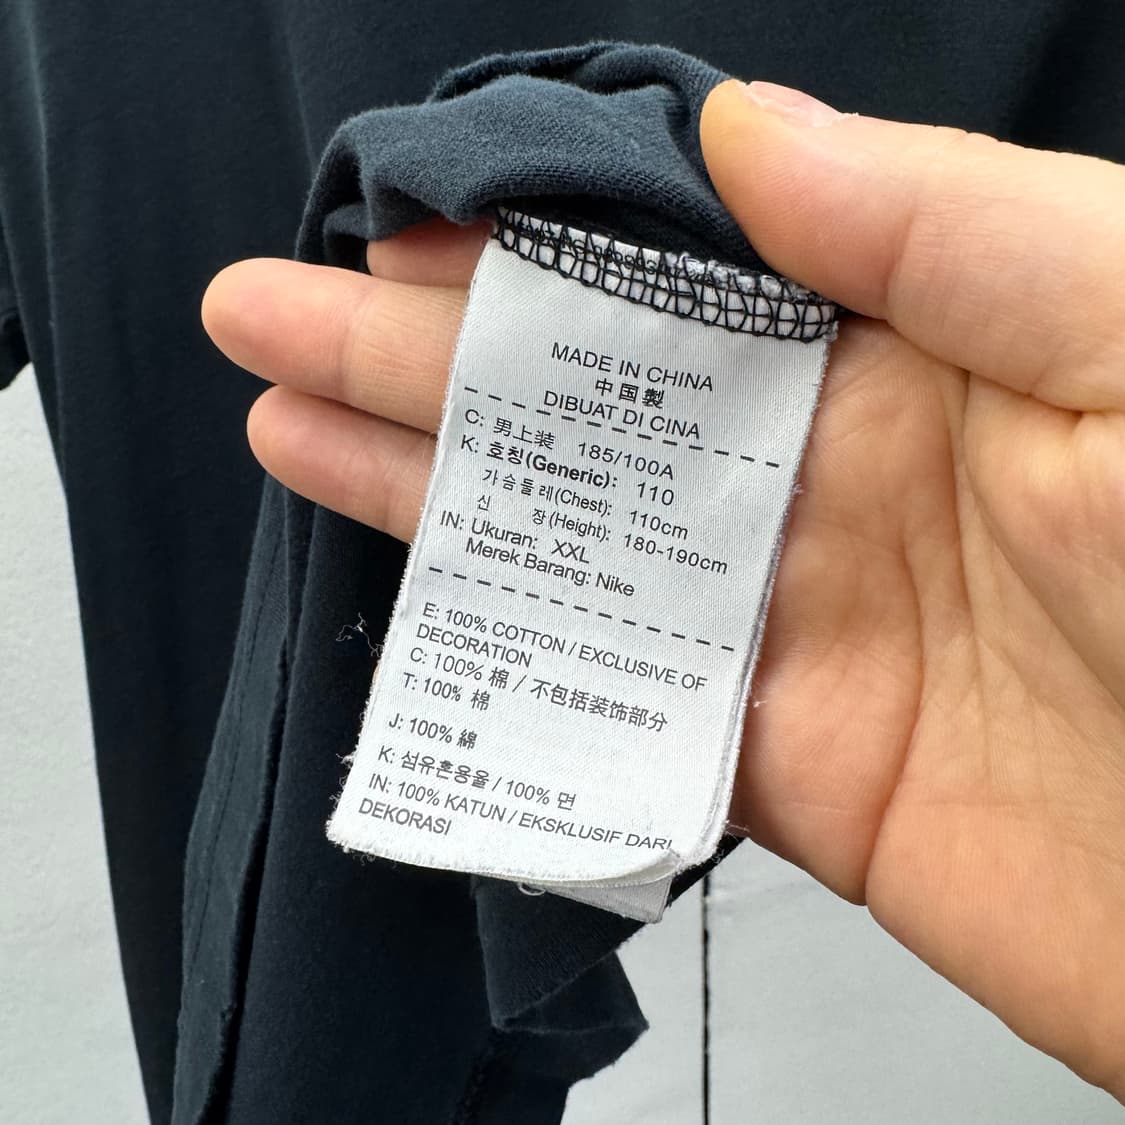 MADE IN CHINA
中国製
DIBUAT DI CINA
C: 男上装 185/100A
K: 호칭(Generic): 110
가슴둘레(Chest): 110cm
신 장(Height): 180-190cm
IN: Ukuran: XXL
Merek Barang: Nike
E: 100% COTTON / EXCLUSIVE OF
DECORATION
C: 100% 棉 / 不包括装饰部分
T: 100% 棉
J: 100% 綿
K: 섬유혼용율 / 100% 면
IN: 100% KATUN / EKSKLUSIF DARI
DEKORASI